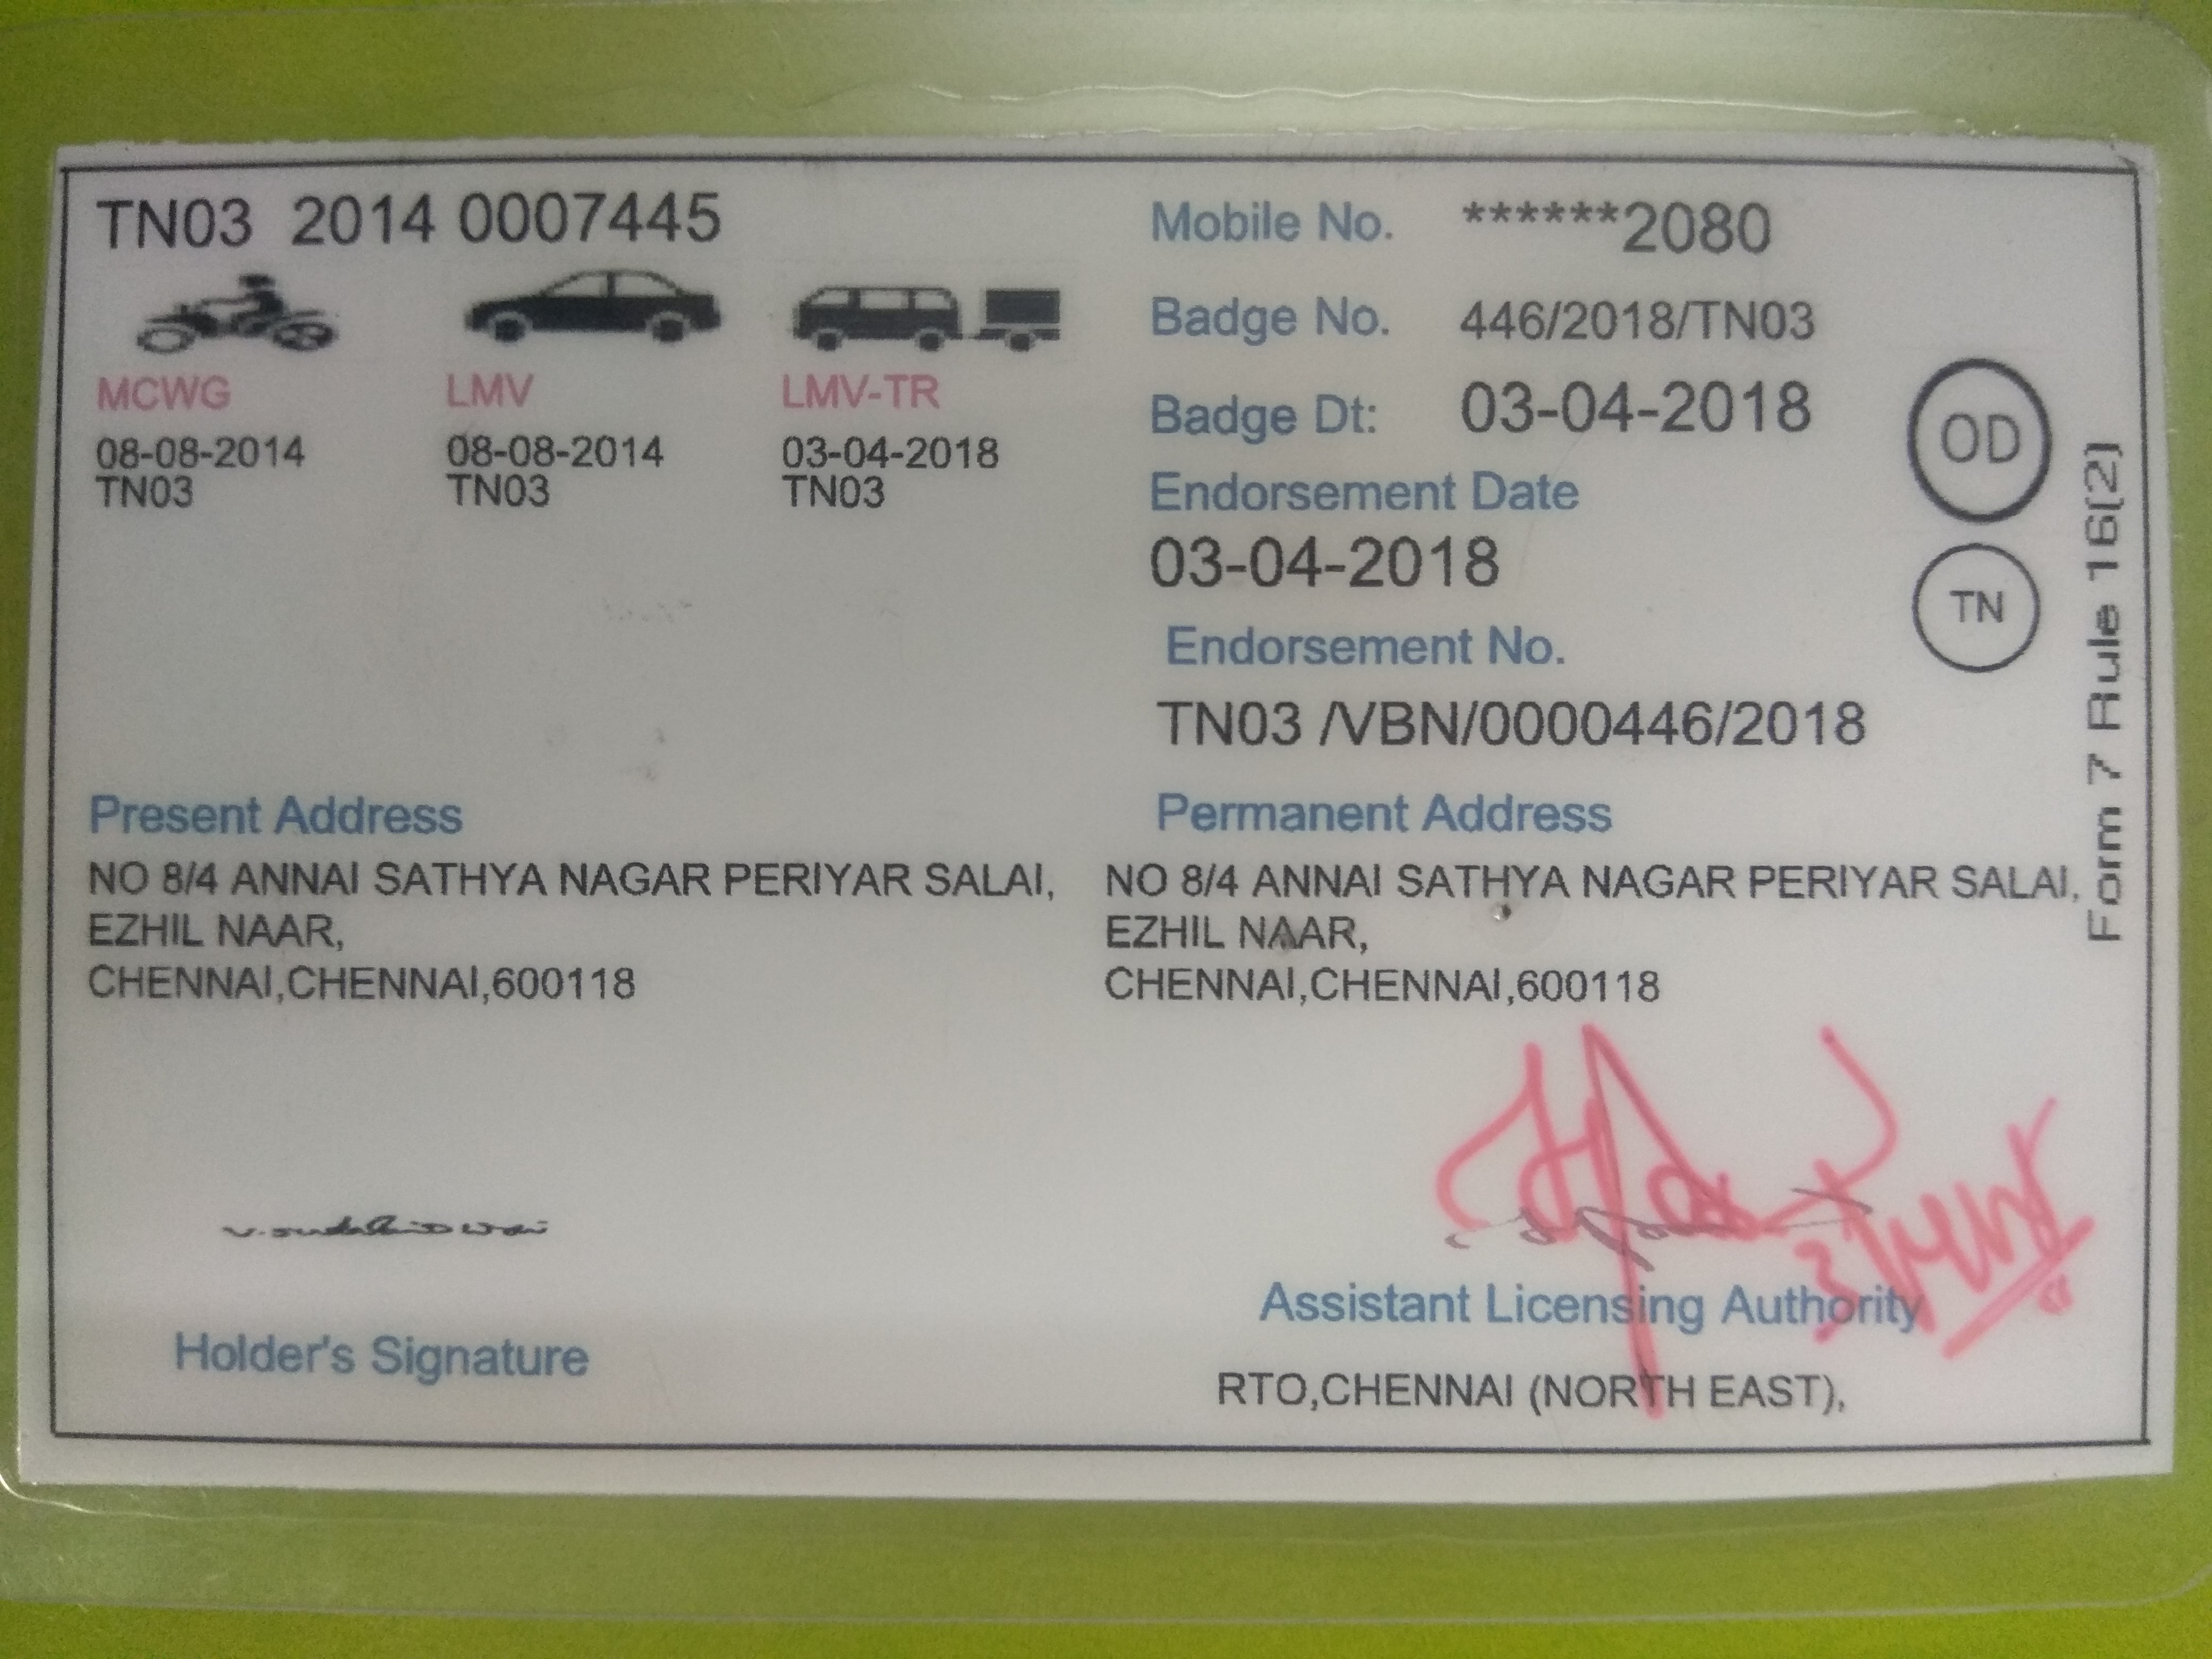 TN03 2014 0007445
MCWG LMV LMV-TR
08-08-2014 08-08-2014 03-04-2018
TN03 TN03 TN03
Mobile No. ******2080
Badge No. 446/2018/TN03
Badge Dt: 03-04-2018
Endorsement Date
03-04-2018
Endorsement No.
TN03 /VBN/0000446/2018
OD
TN
Form 7 Rule 16(2)
Present Address
NO 8/4 ANNAI SATHYA NAGAR PERIYAR SALAI,
EZHIL NAAR,
CHENNAI,CHENNAI,600118
Permanent Address
NO 8/4 ANNAI SATHYA NAGAR PERIYAR SALAI,
EZHIL NAAR,
CHENNAI,CHENNAI,600118
Holder's Signature
Assistant Licensing Authority
RTO,CHENNAI (NORTH EAST),